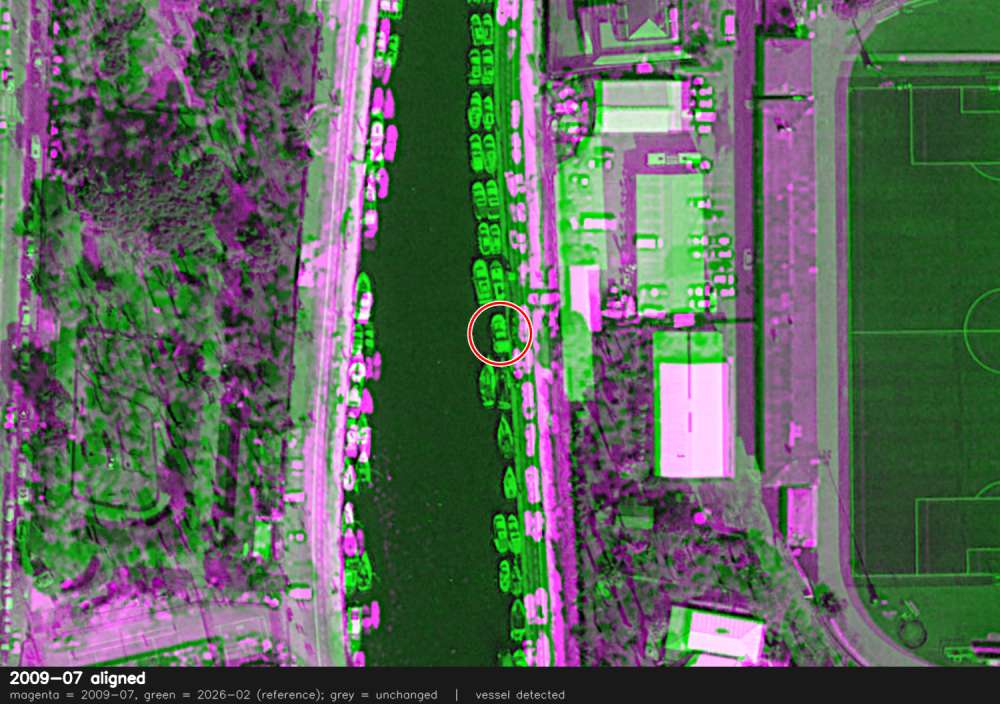 2009-07 aligned
magenta = 2009-07, green = 2026-02 (reference); grey = unchanged | vessel detected